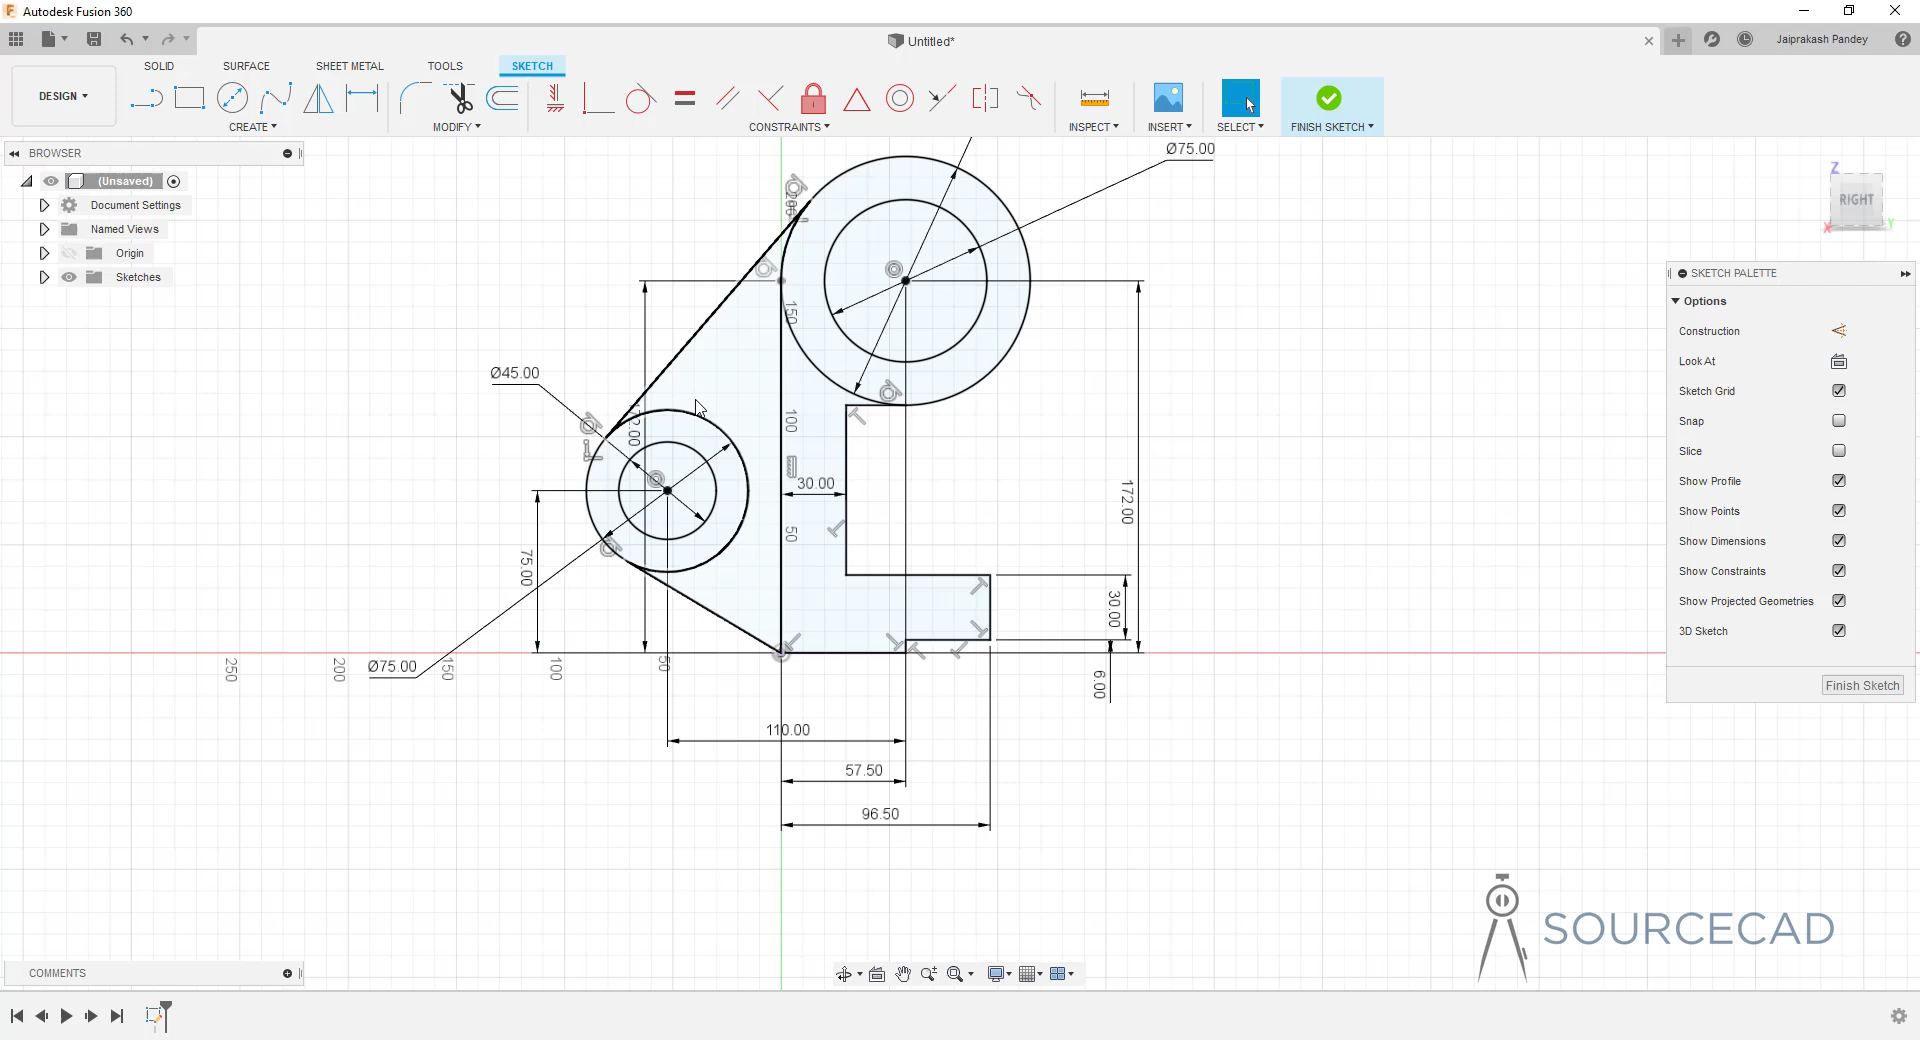 Autodesk Fusion 360
Untitled*
Jaiprakash Pandey
DESIGN
SOLID
SURFACE
SHEET METAL
TOOLS
SKETCH
CREATE
MODIFY
CONSTRAINTS
INSPECT
INSERT
SELECT
FINISH SKETCH
BROWSER
(Unsaved)
Document Settings
Named Views
Origin
Sketches
Ø75.00
Z
RIGHT
X
Y
200
150
100
50
Ø45.00
172.00
30.00
172.00
75.00
30.00
6.00
250
200
150
100
50
Ø75.00
110.00
57.50
96.50
SKETCH PALETTE
Options
Construction
Look At
Sketch Grid
Snap
Slice
Show Profile
Show Points
Show Dimensions
Show Constraints
Show Projected Geometries
3D Sketch
Finish Sketch
SOURCECAD
COMMENTS